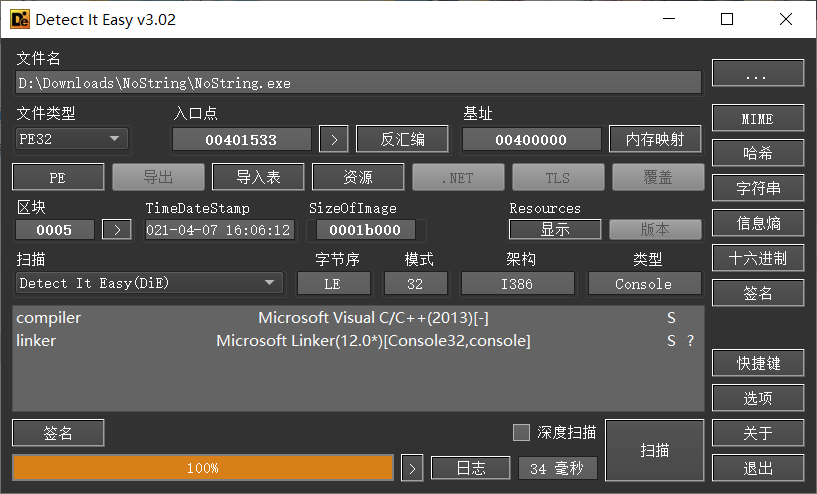 Detect It Easy v3.02
文件名
D:\Downloads\NoString\NoString.exe
...
文件类型 入口点 基址
PE32 00401533 > 反汇编 00400000 内存映射
MIME
哈希
PE 导出 导入表 资源 .NET TLS 覆盖
字符串
区块 TimeDateStamp SizeOfImage Resources
0005 > 021-04-07 16:06:12 0001b000 显示 版本
信息熵
扫描 字节序 模式 架构 类型
十六进制
Detect It Easy(DiE) LE 32 I386 Console
签名
compiler Microsoft Visual C/C++(2013)[-] S
linker Microsoft Linker(12.0*)[Console32,console] S ?
快捷键
选项
签名 深度扫描 扫描 关于
100% > 日志 34 毫秒 退出